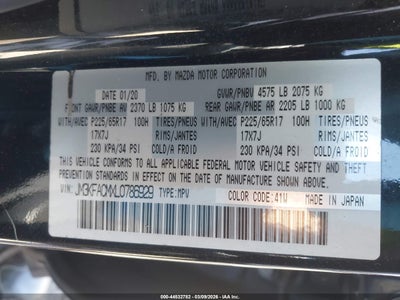 MFD. BY MAZDA MOTOR CORPORATION
DATE 01/20 GVWR/PNBV 4575 LB 2075 KG
FRONT GAWR/PNBE AV 2370 LB 1075 KG REAR GAWR/PNBE AR 2205 LB 1000 KG
WITH/AVEC P225/65R17 100H TIRES/PNEUS WITH/AVEC P225/65R17 100H TIRES/PNEUS
17X7J RIMS/JANTES 17X7J RIMS/JANTES
230 KPA/34 PSI COLD/A FROID 230 KPA/34 PSI COLD/A FROID
THIS VEHICLE CONFORMS TO ALL APPLICABLE FEDERAL MOTOR VEHICLE SAFETY AND THEFT
PREVENTION STANDARDS IN EFFECT ON THE DATE OF MANUFACTURE SHOWN ABOVE.
VIN: TYPE:MPV COLOR CODE:41W MADE IN JAPAN
000-44532782 - 03/09/2026 - © IAA, LLC